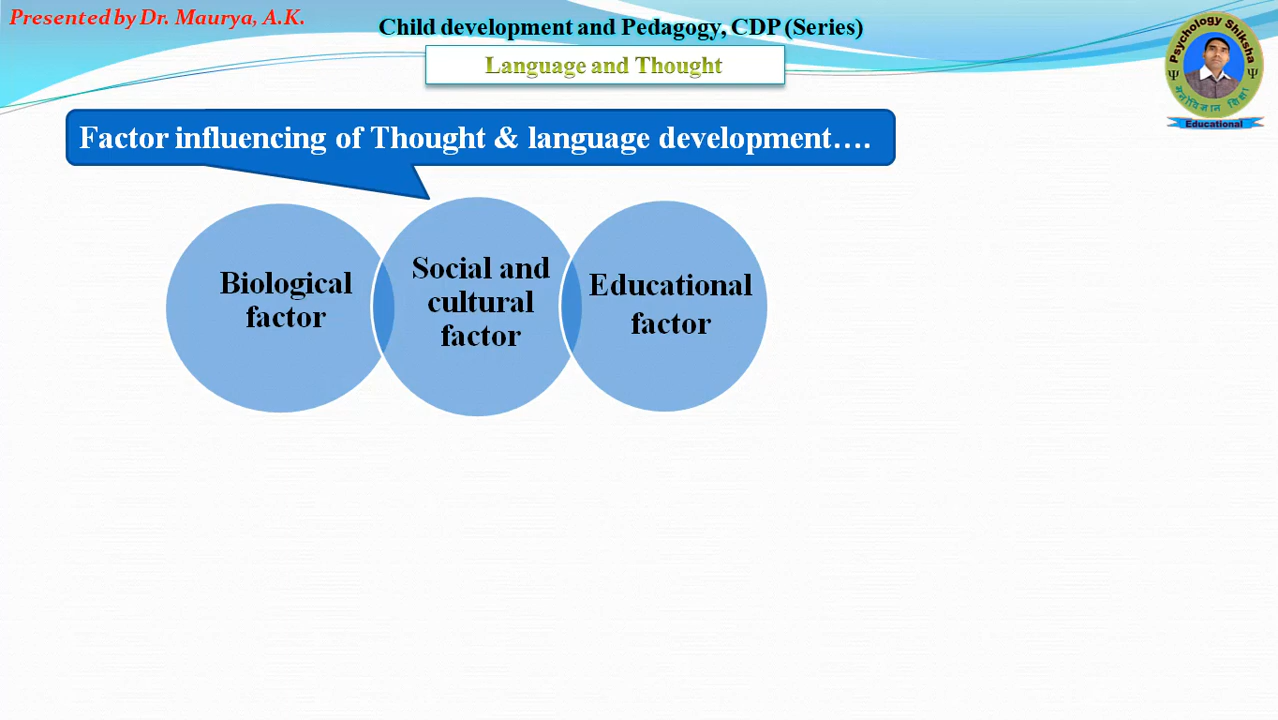 Presented by Dr. Maurya, A.K.
Child development and Pedagogy, CDP (Series)
Language and Thought
Psychology Shiksha
Ψ Ψ
मनोविज्ञान शिक्षा
Educational
Factor influencing of Thought & language development....
Biological
factor
Social and
cultural
factor
Educational
factor